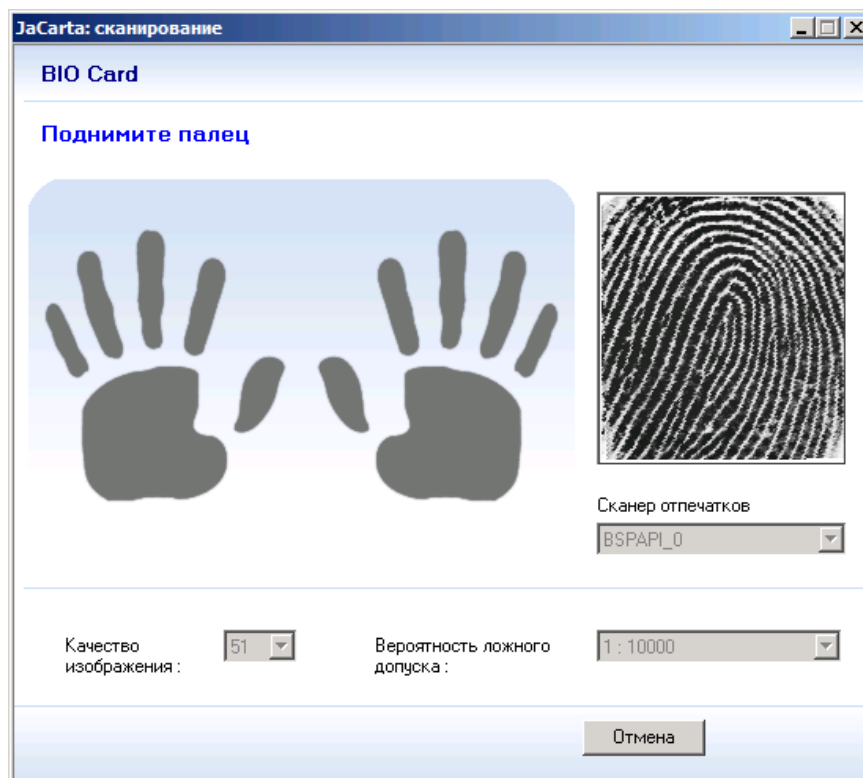 JaCarta: сканирование
BIO Card
Поднимите палец
Сканер отпечатков
BSPAPI_0
Качество
изображения :
51
Вероятность ложного
допуска :
1 : 10000
Отмена